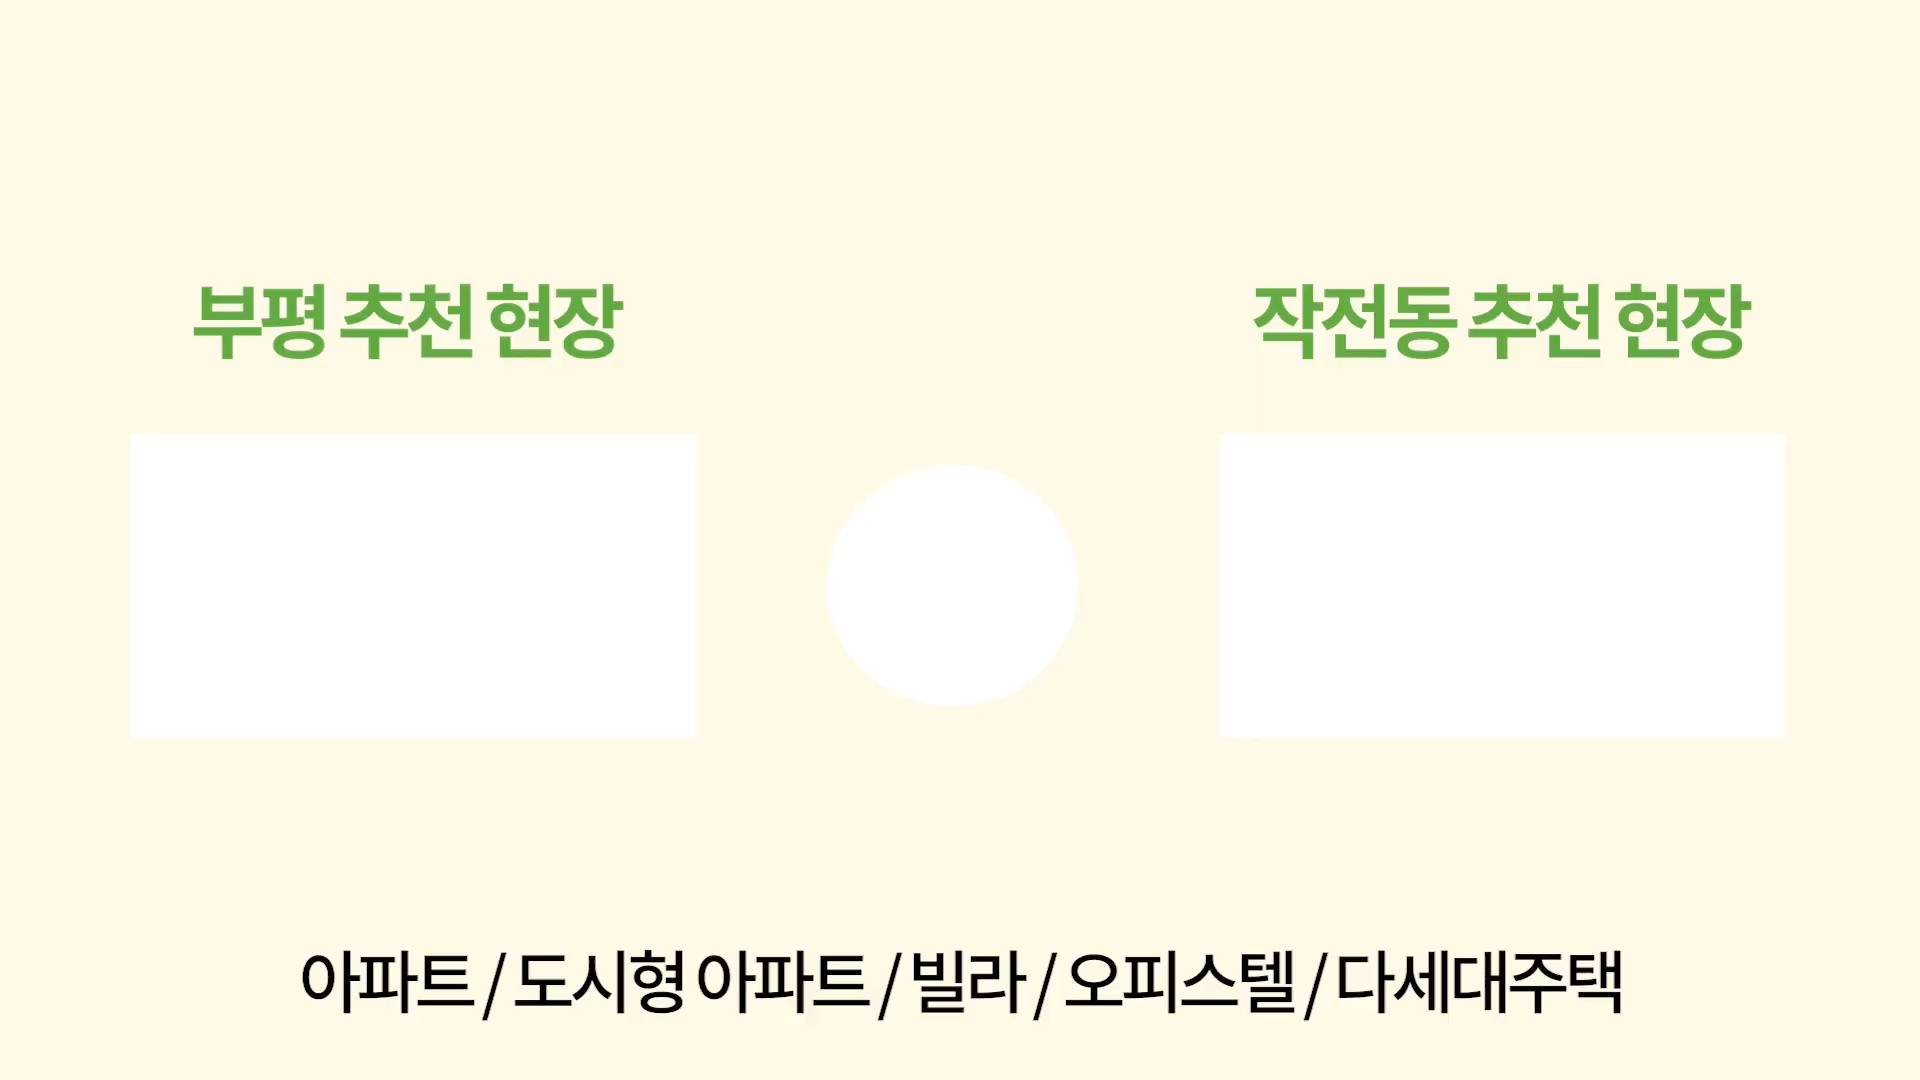 부평 추천 현장
작전동 추천 현장
아파트 / 도시형 아파트 / 빌라 / 오피스텔 / 다세대주택